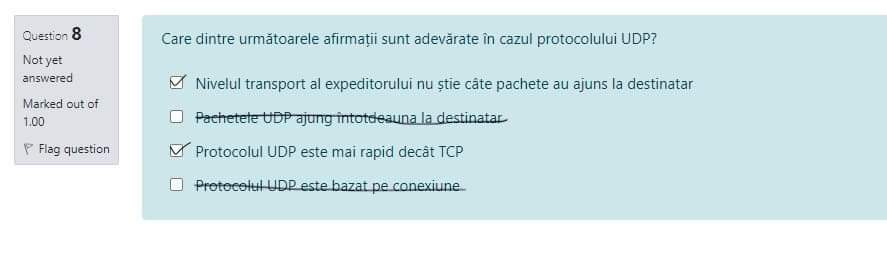 Question 8
Not yet
answered
Marked out of
1.00
Flag question
Care dintre următoarele afirmații sunt adevărate în cazul protocolului UDP?
Nivelul transport al expeditorului nu știe câte pachete au ajuns la destinatar
Pachetele UDP ajung întotdeauna la destinatar
Protocolul UDP este mai rapid decât TCP
Protocolul UDP este bazat pe conexiune